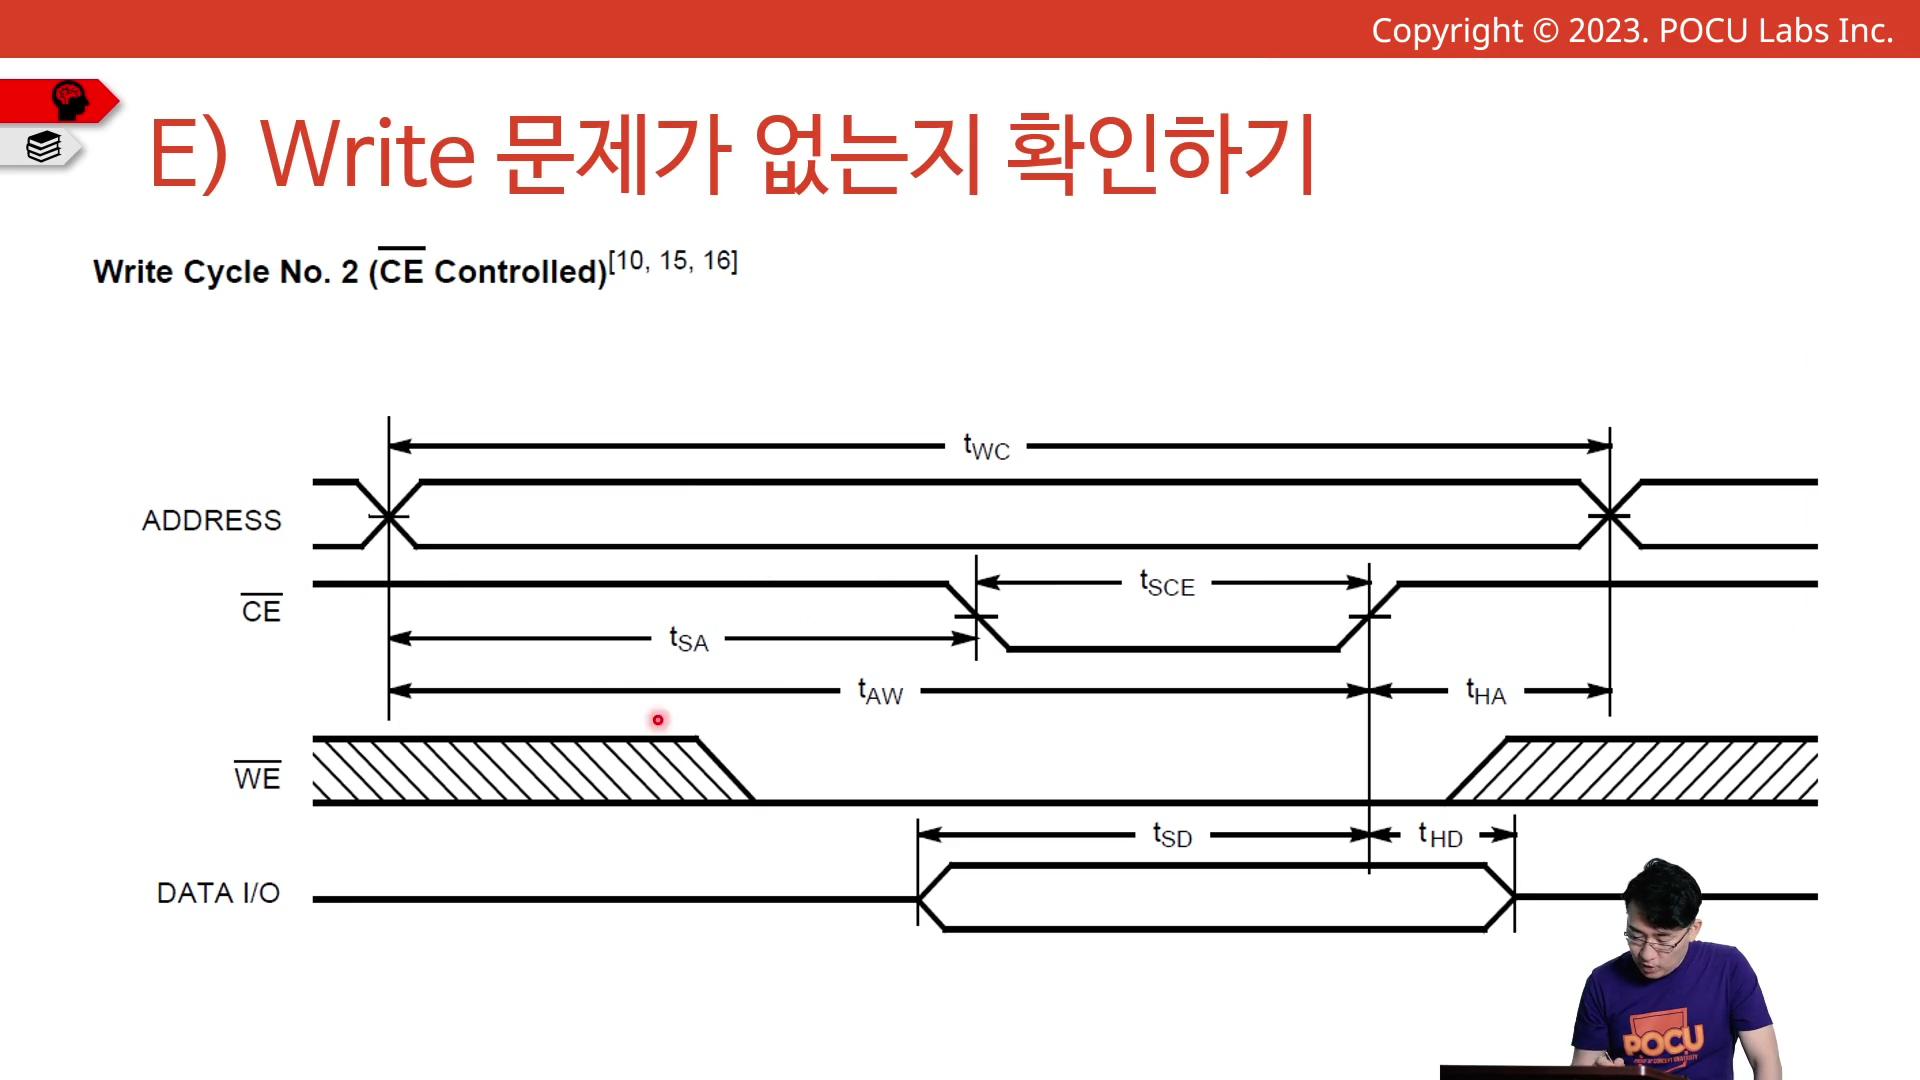 Copyright © 2023. POCU Labs Inc.
E) Write 문제가 없는지 확인하기
Write Cycle No. 2 (CE Controlled)[10, 15, 16]
tWC
ADDRESS
tSCE
CE
tSA
tAW
tHA
WE
tSD
tHD
DATA I/O
POCU